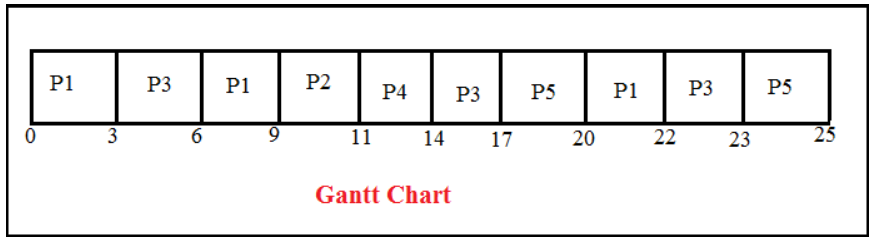 P1 P3 P1 P2 P4 P3 P5 P1 P3 P5
0 3 6 9 11 14 17 20 22 23 25
Gantt Chart